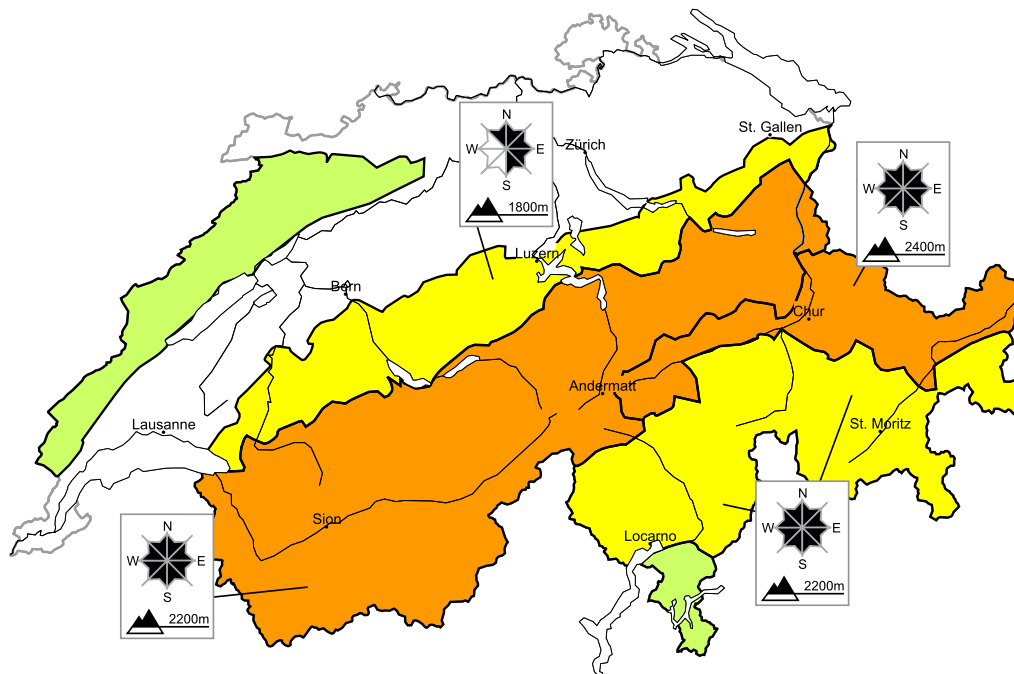 St. Gallen
Zürich
N
W E
S
1800m
N
W E
S
2400m
Luzern
Bern
Chur
Andermatt
Lausanne
St. Moritz
Sion
Locarno
N
W E
S
2200m
N
W E
S
2200m